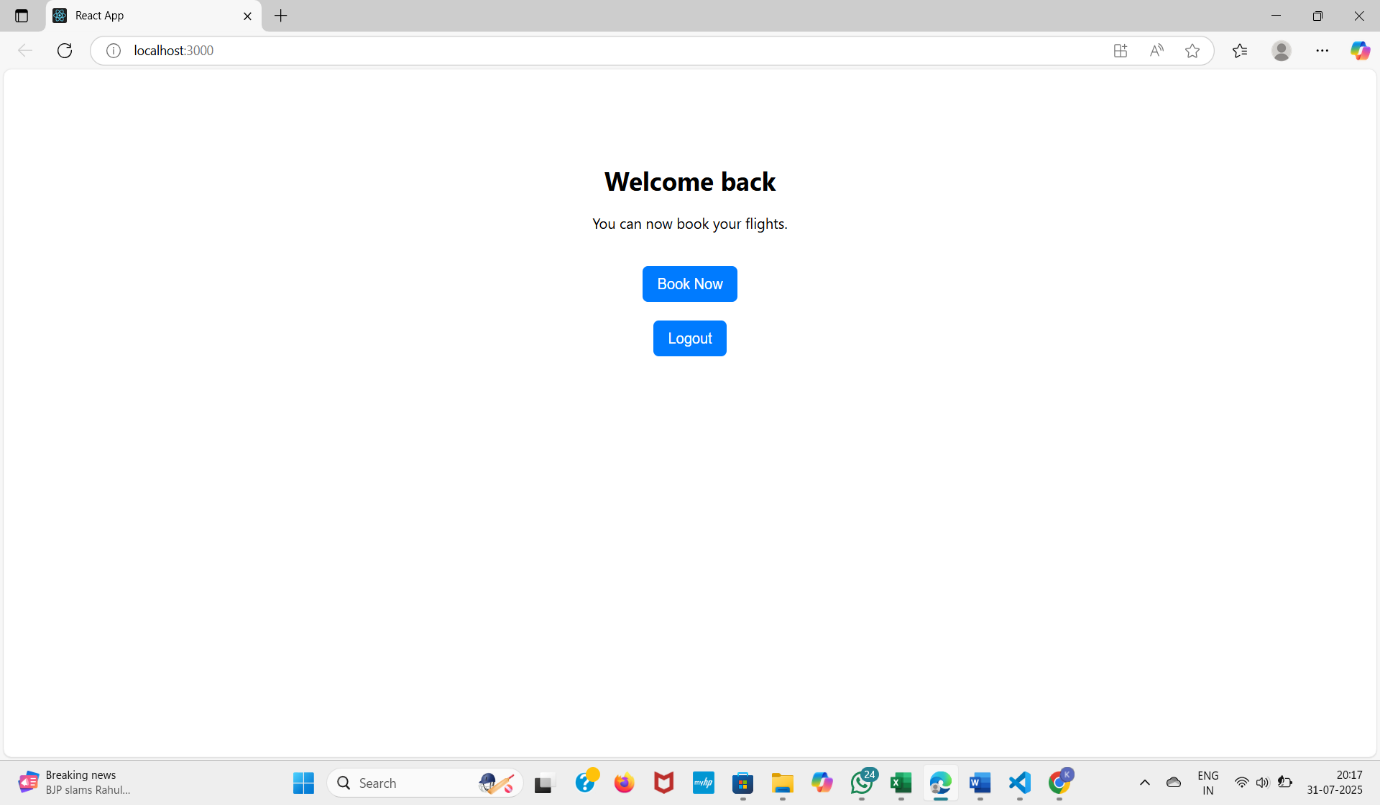 React App
localhost:3000
Welcome back
You can now book your flights.
Book Now
Logout
Breaking news
BJP slams Rahul...
Search
myhp
24
K
ENG
IN
20:17
31-07-2025